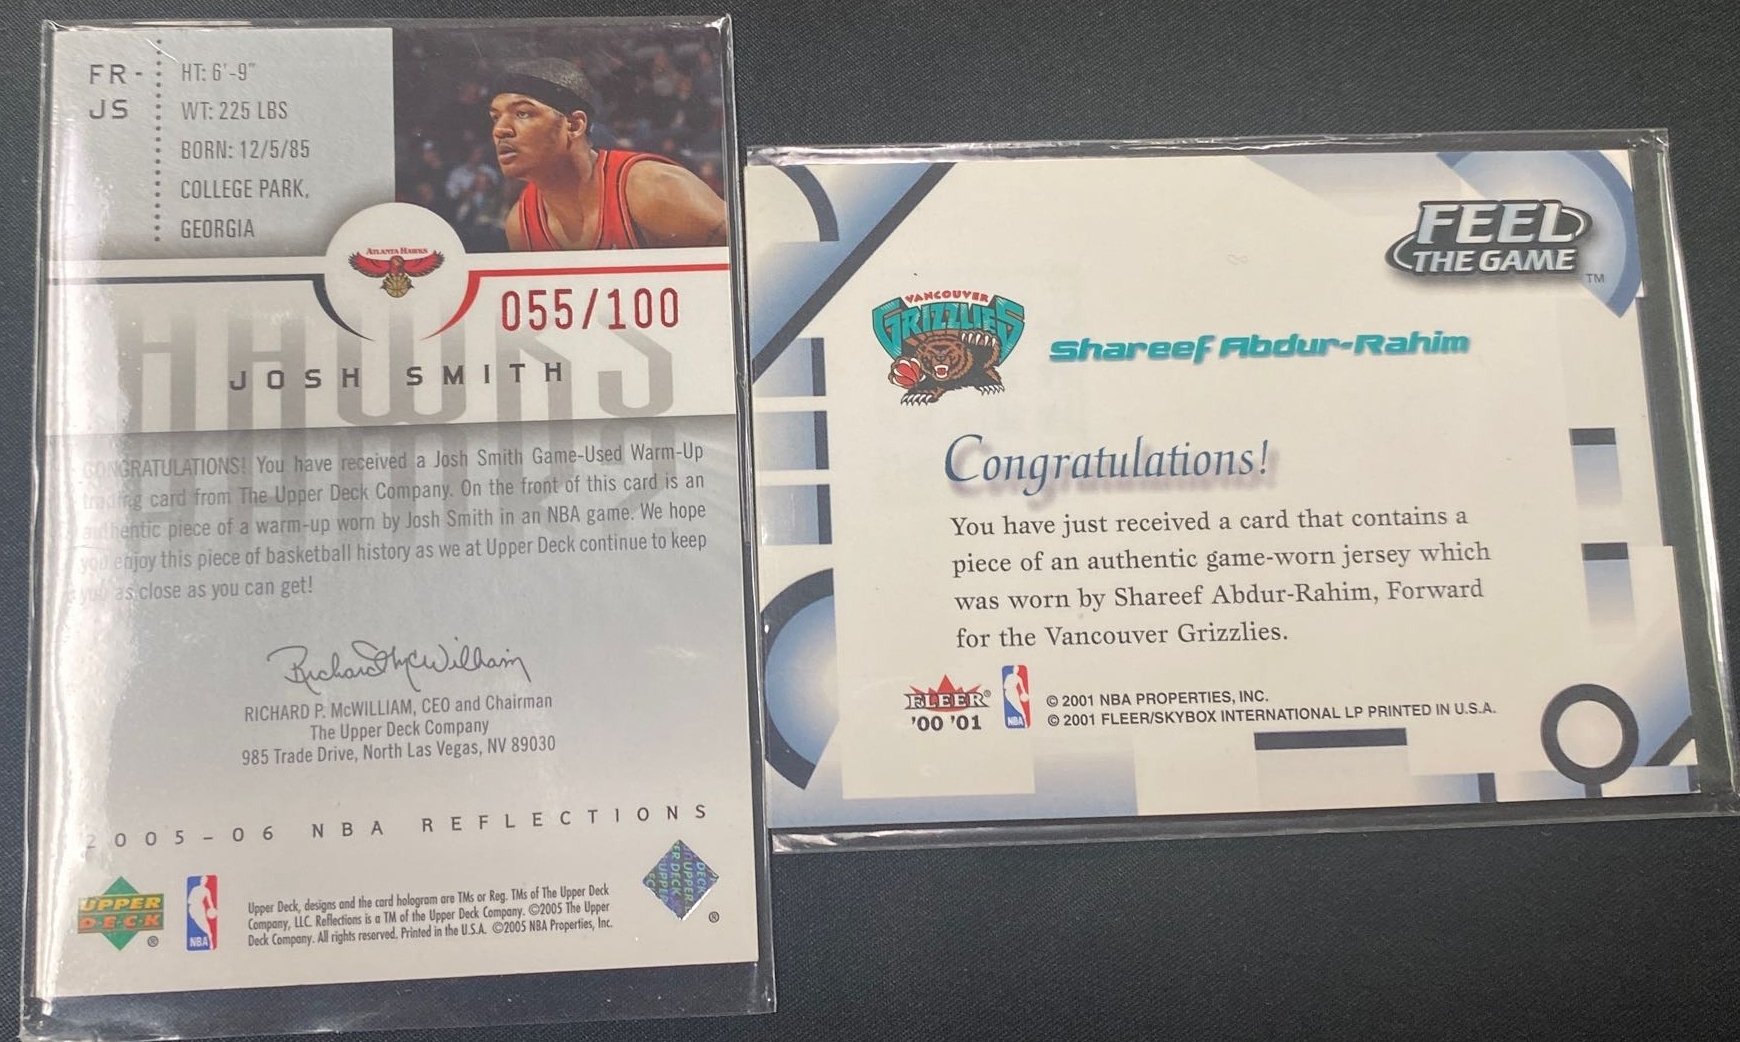 FR-
JS
HT: 6'-9"
WT: 225 LBS
BORN: 12/5/85
COLLEGE PARK,
GEORGIA
ATLANTA HAWKS
055/100
HAWKS
JOSH SMITH
CONGRATULATIONS! You have received a Josh Smith Game-Used Warm-Up
trading card from The Upper Deck Company. On the front of this card is an
authentic piece of a warm-up worn by Josh Smith in an NBA game. We hope
you enjoy this piece of basketball history as we at Upper Deck continue to keep
you as close as you can get!
Richard P. McWilliam
RICHARD P. McWILLIAM, CEO and Chairman
The Upper Deck Company
985 Trade Drive, North Las Vegas, NV 89030
2005-06 NBA REFLECTIONS
UPPER
DECK
®
NBA
Upper Deck, designs and the card hologram are TMs or Reg. TMs of The Upper Deck
Company, LLC. Reflections is a TM of the Upper Deck Company. ©2005 The Upper
Deck Company. All rights reserved. Printed in the U.S.A. ©2005 NBA Properties, Inc.
UPPER DECK
®
FEEL
THE GAME
TM
VANCOUVER
GRIZZLIES
Shareef Abdur-Rahim
Congratulations!
You have just received a card that contains a
piece of an authentic game-worn jersey which
was worn by Shareef Abdur-Rahim, Forward
for the Vancouver Grizzlies.
FLEER®
'00 '01
NBA
© 2001 NBA PROPERTIES, INC.
© 2001 FLEER/SKYBOX INTERNATIONAL LP PRINTED IN U.S.A.